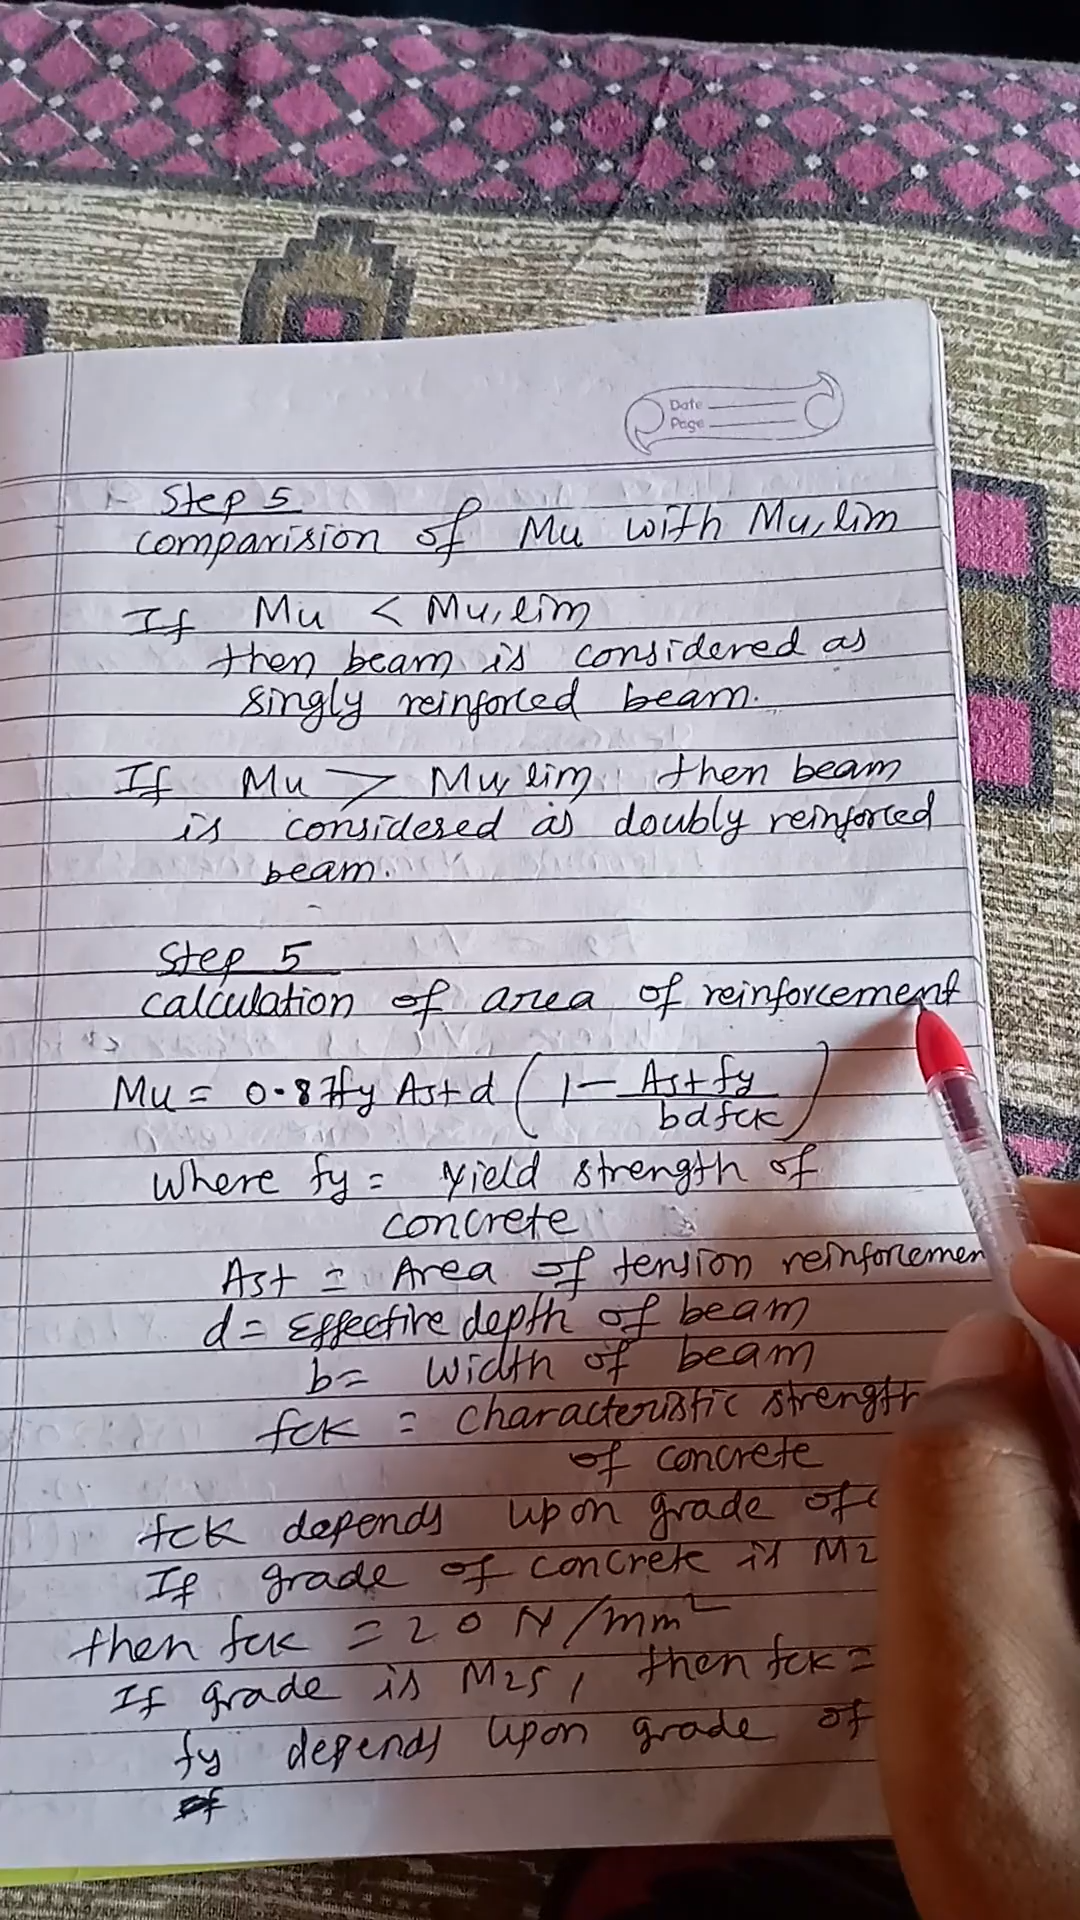 Date
Page
Step 5
comparision of Mu with Mu,lim
If Mu < Mu,lim
then beam is considered as
singly reinforced beam.
If Mu > Mu,lim then beam
is considered as doubly reinforced
beam.
Step 5
calculation of area of reinforcement
Mu = 0.87fy Ast d (1 - Ast fy / bd fck)
Where fy = yield strength of
concrete
Ast = Area of tension reinforcemen
d = Effective depth of beam
b = width of beam
fck = characteristic strength
of concrete
fck depends upon grade of
If grade of concrete is M2
then fck = 20 N/mm²
If grade is M25, then fck =
fy depends upon grade of